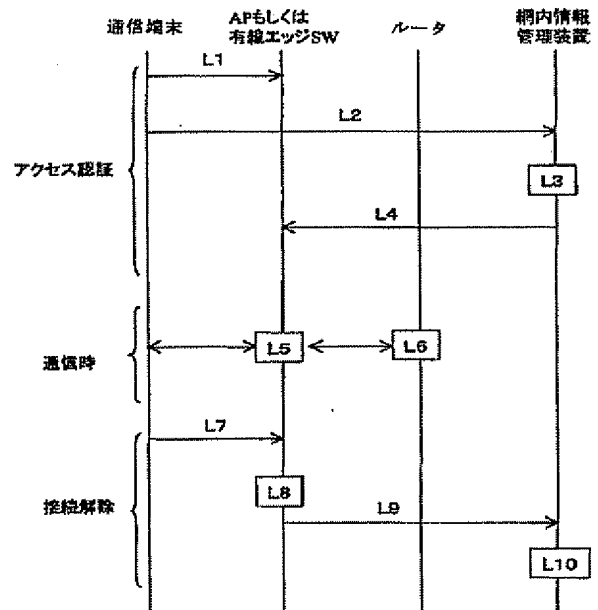 通信端末
APもしくは
有線エッジSW
ルータ
網内情報
管理装置
L1
L2
アクセス認証
L3
L4
通信時
L5
L6
L7
接続解除
L8
L9
L10